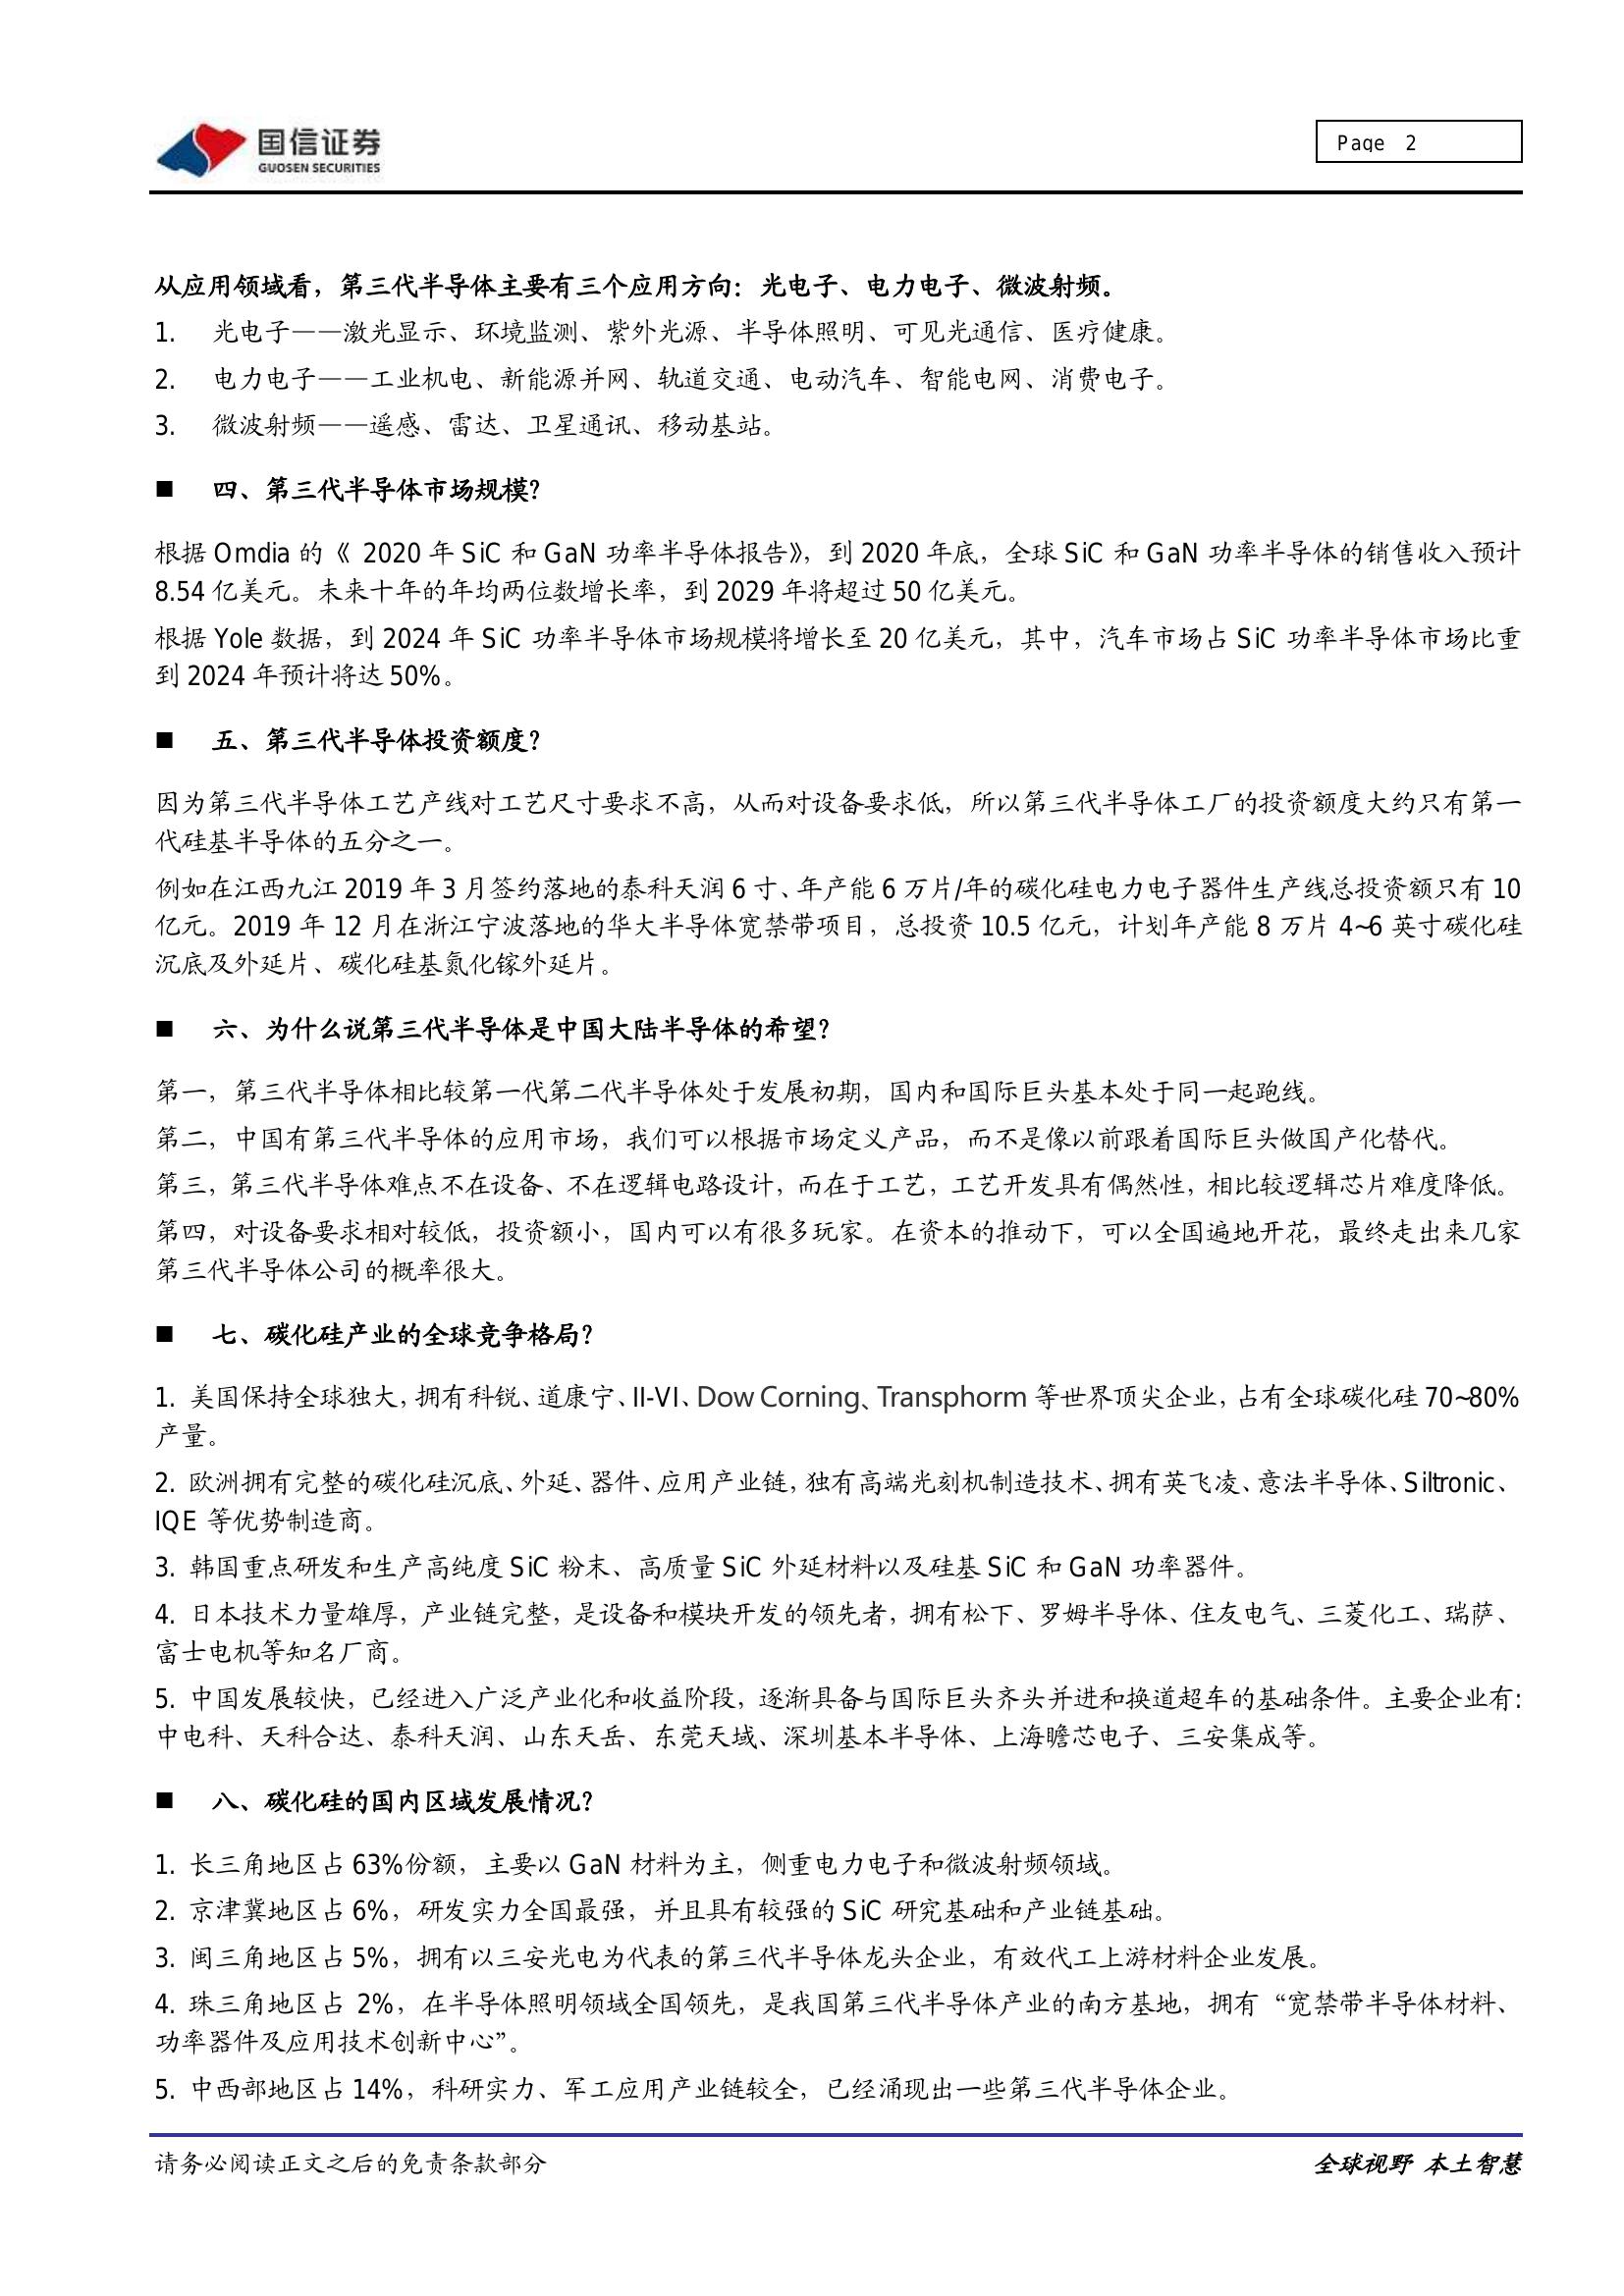 国信证券
GUOSEN SECURITIES
Page 2
从应用领域看，第三代半导体主要有三个应用方向：光电子、电力电子、微波射频。
1. 光电子——激光显示、环境监测、紫外光源、半导体照明、可见光通信、医疗健康。
2. 电力电子——工业机电、新能源并网、轨道交通、电动汽车、智能电网、消费电子。
3. 微波射频——遥感、雷达、卫星通讯、移动基站。
■ 四、第三代半导体市场规模？
根据 Omdia 的《 2020 年 SiC 和 GaN 功率半导体报告》，到 2020 年底，全球 SiC 和 GaN 功率半导体的销售收入预计
8.54 亿美元。未来十年的年均两位数增长率，到 2029 年将超过 50 亿美元。
根据 Yole 数据，到 2024 年 SiC 功率半导体市场规模将增长至 20 亿美元，其中，汽车市场占 SiC 功率半导体市场比重
到 2024 年预计将达 50%。
■ 五、第三代半导体投资额度？
因为第三代半导体工艺产线对工艺尺寸要求不高，从而对设备要求低，所以第三代半导体工厂的投资额度大约只有第一
代硅基半导体的五分之一。
例如在江西九江 2019 年 3 月签约落地的泰科天润 6 寸、年产能 6 万片/年的碳化硅电力电子器件生产线总投资额只有 10
亿元。2019 年 12 月在浙江宁波落地的华大半导体宽禁带项目，总投资 10.5 亿元，计划年产能 8 万片 4~6 英寸碳化硅
沉底及外延片、碳化硅基氮化镓外延片。
■ 六、为什么说第三代半导体是中国大陆半导体的希望？
第一，第三代半导体相比较第一代第二代半导体处于发展初期，国内和国际巨头基本处于同一起跑线。
第二，中国有第三代半导体的应用市场，我们可以根据市场定义产品，而不是像以前跟着国际巨头做国产化替代。
第三，第三代半导体难点不在设备、不在逻辑电路设计，而在于工艺，工艺开发具有偶然性，相比较逻辑芯片难度降低。
第四，对设备要求相对较低，投资额小，国内可以有很多玩家。在资本的推动下，可以全国遍地开花，最终走出来几家
第三代半导体公司的概率很大。
■ 七、碳化硅产业的全球竞争格局？
1. 美国保持全球独大，拥有科锐、道康宁、II-VI、Dow Corning、Transphorm 等世界顶尖企业，占有全球碳化硅 70~80%
产量。
2. 欧洲拥有完整的碳化硅沉底、外延、器件、应用产业链，独有高端光刻机制造技术、拥有英飞凌、意法半导体、Siltronic、
IQE 等优势制造商。
3. 韩国重点研发和生产高纯度 SiC 粉末、高质量 SiC 外延材料以及硅基 SiC 和 GaN 功率器件。
4. 日本技术力量雄厚，产业链完整，是设备和模块开发的领先者，拥有松下、罗姆半导体、住友电气、三菱化工、瑞萨、
富士电机等知名厂商。
5. 中国发展较快，已经进入广泛产业化和收益阶段，逐渐具备与国际巨头齐头并进和换道超车的基础条件。主要企业有：
中电科、天科合达、泰科天润、山东天岳、东莞天域、深圳基本半导体、上海瞻芯电子、三安集成等。
■ 八、碳化硅的国内区域发展情况？
1. 长三角地区占 63%份额，主要以 GaN 材料为主，侧重电力电子和微波射频领域。
2. 京津冀地区占 6%，研发实力全国最强，并且具有较强的 SiC 研究基础和产业链基础。
3. 闽三角地区占 5%，拥有以三安光电为代表的第三代半导体龙头企业，有效代工上游材料企业发展。
4. 珠三角地区占 2%，在半导体照明领域全国领先，是我国第三代半导体产业的南方基地，拥有“宽禁带半导体材料、
功率器件及应用技术创新中心”。
5. 中西部地区占 14%，科研实力、军工应用产业链较全，已经涌现出一些第三代半导体企业。
请务必阅读正文之后的免责条款部分
全球视野 本土智慧